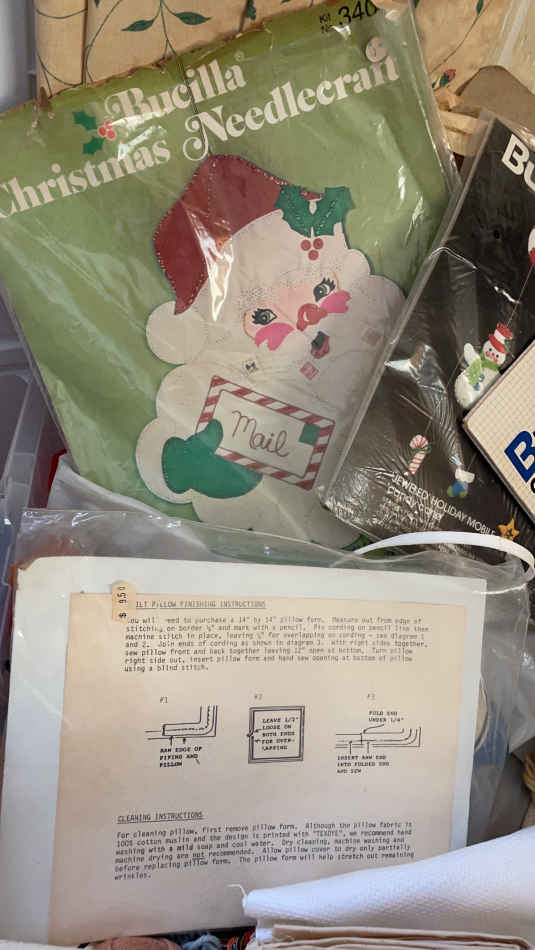 Kit
No. 340
Bucilla®
Christmas Needlecraft
Mail
Bu
JEWELED HOLIDAY MOBILE
candy cane
B
$ 9.50
ILT PILLOW FINISHING INSTRUCTIONS
You will need to purchase a 14" by 14" pillow form. Measure out from edge of
stitching on border ½" and mark with a pencil. Pin cording on pencil line then
machine stitch in place, leaving ½" for overlapping on cording - see diagram 1
and 2. Join ends of cording as shown in diagram 3. With right sides together,
sew pillow front and back together leaving 12" open at bottom. Turn pillow
right side out, insert pillow form and hand sew opening at bottom of pillow
using a blind stitch.
#1
#2
#3
RAW EDGE OF
PIPING AND
PILLOW
LEAVE 1/2"
LOOSE ON
BOTH ENDS
FOR OVER-
LAPPING
FOLD END
UNDER 1/4"
INSERT RAW END
INTO FOLDED END
AND SEW
CLEANING INSTRUCTIONS
For cleaning pillow, first remove pillow form. Although the pillow fabric is
100% cotton muslin and the design is printed with "TEXDYE", we recommend hand
washing with a mild soap and cool water. Dry cleaning, machine washing and
machine drying are not recommended. Allow pillow cover to dry only partially
before replacing pillow form. The pillow form will help stretch out remaining
wrinkles.